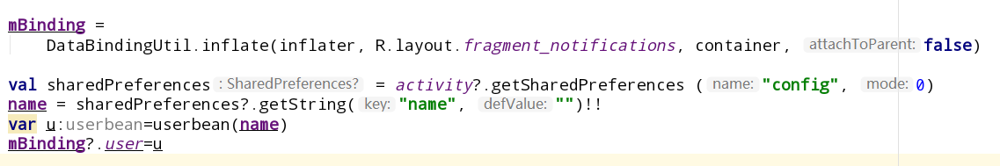 mBinding =
DataBindingUtil.inflate(inflater, R.layout.fragment_notifications, container, attachToParent: false)
val sharedPreferences : SharedPreferences? = activity?.getSharedPreferences ( name: "config", mode: 0)
name = sharedPreferences?.getString( key: "name", defValue: "")!!
var u:userbean=userbean(name)
mBinding?.user=u